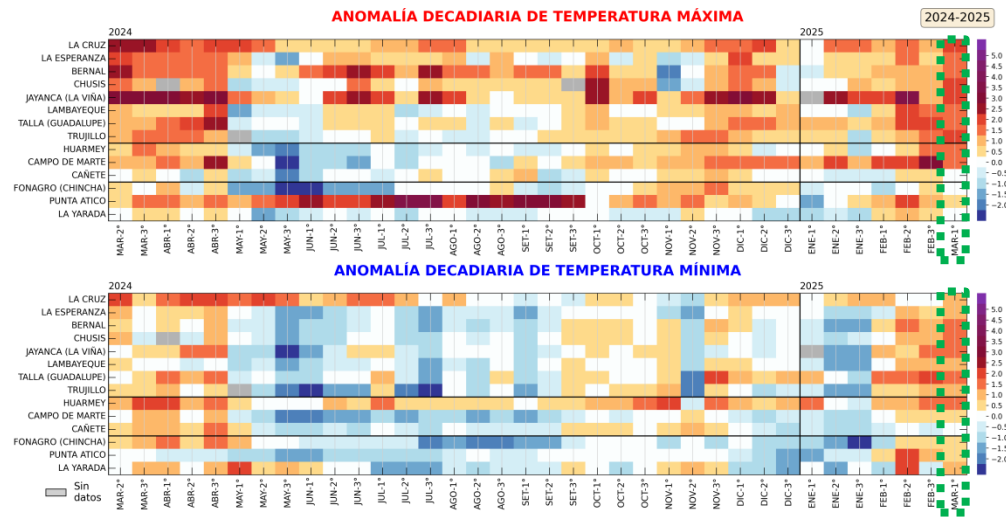 ANOMALÍA DECADIARIA DE TEMPERATURA MÁXIMA
2024-2025
2024
2025
LA CRUZ
LA ESPERANZA
BERNAL
CHUSIS
JAYANCA (LA VIÑA)
LAMBAYEQUE
TALLA (GUADALUPE)
TRUJILLO
HUARMEY
CAMPO DE MARTE
CAÑETE
FONAGRO (CHINCHA)
PUNTA ATICO
LA YARADA
5.0
4.5
4.0
3.5
3.0
2.5
2.0
1.5
1.0
0.5
0.0
−0.5
−1.0
−1.5
−2.0
MAR-2°
MAR-3°
ABR-1°
ABR-2°
ABR-3°
MAY-1°
MAY-2°
MAY-3°
JUN-1°
JUN-2°
JUN-3°
JUL-1°
JUL-2°
JUL-3°
AGO-1°
AGO-2°
AGO-3°
SET-1°
SET-2°
SET-3°
OCT-1°
OCT-2°
OCT-3°
NOV-1°
NOV-2°
NOV-3°
DIC-1°
DIC-2°
DIC-3°
ENE-1°
ENE-2°
ENE-3°
FEB-1°
FEB-2°
FEB-3°
MAR-1°
ANOMALÍA DECADIARIA DE TEMPERATURA MÍNIMA
2024
2025
LA CRUZ
LA ESPERANZA
BERNAL
CHUSIS
JAYANCA (LA VIÑA)
LAMBAYEQUE
TALLA (GUADALUPE)
TRUJILLO
HUARMEY
CAMPO DE MARTE
CAÑETE
FONAGRO (CHINCHA)
PUNTA ATICO
LA YARADA
5.0
4.5
4.0
3.5
3.0
2.5
2.0
1.5
1.0
0.5
0.0
−0.5
−1.0
−1.5
−2.0
Sin
datos
MAR-2°
MAR-3°
ABR-1°
ABR-2°
ABR-3°
MAY-1°
MAY-2°
MAY-3°
JUN-1°
JUN-2°
JUN-3°
JUL-1°
JUL-2°
JUL-3°
AGO-1°
AGO-2°
AGO-3°
SET-1°
SET-2°
SET-3°
OCT-1°
OCT-2°
OCT-3°
NOV-1°
NOV-2°
NOV-3°
DIC-1°
DIC-2°
DIC-3°
ENE-1°
ENE-2°
ENE-3°
FEB-1°
FEB-2°
FEB-3°
MAR-1°